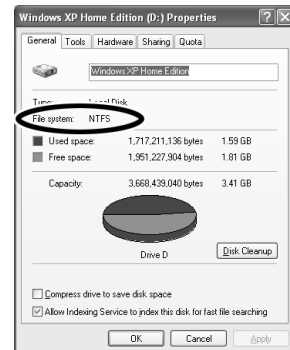 Windows XP Home Edition (D:) Properties
General Tools Hardware Sharing Quota
Windows XP Home Edition
Type: Local Disk
File system: NTFS
Used space: 1,717,211,136 bytes 1.59 GB
Free space: 1,951,227,904 bytes 1.81 GB
Capacity: 3,668,439,040 bytes 3.41 GB
Drive D
Disk Cleanup
Compress drive to save disk space
Allow Indexing Service to index this disk for fast file searching
OK Cancel Apply